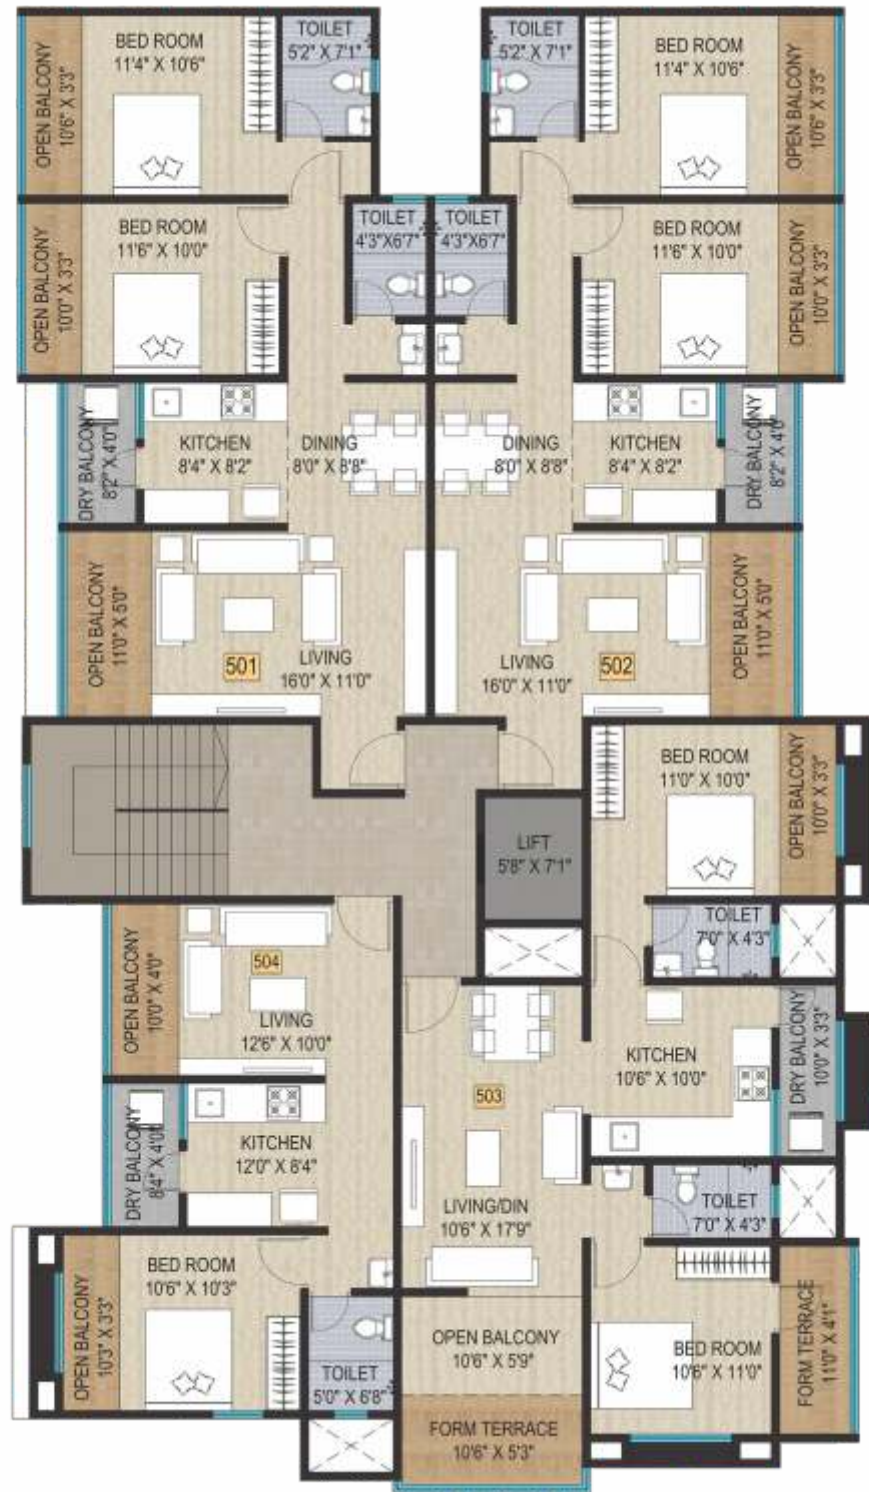 OPEN BALCONY
10'6" X 3'3"
BED ROOM
11'4" X 10'6"
TOILET
5'2" X 7'1"
TOILET
5'2" X 7'1"
BED ROOM
11'4" X 10'6"
OPEN BALCONY
10'6" X 3'3"
OPEN BALCONY
10'0" X 3'3"
BED ROOM
11'6" X 10'0"
TOILET
4'3"X6'7"
TOILET
4'3"X6'7"
BED ROOM
11'6" X 10'0"
OPEN BALCONY
10'0" X 3'3"
DRY BALCONY
8'2" X 4'0"
KITCHEN
8'4" X 8'2"
DINING
8'0" X 8'8"
DINING
8'0" X 8'8"
KITCHEN
8'4" X 8'2"
DRY BALCONY
8'2" X 4'0"
OPEN BALCONY
11'0" X 5'0"
501
LIVING
16'0" X 11'0"
LIVING
16'0" X 11'0"
502
OPEN BALCONY
11'0" X 5'0"
BED ROOM
11'0" X 10'0"
OPEN BALCONY
10'0" X 3'3"
LIFT
5'8" X 7'1"
TOILET
7'0" X 4'3"
OPEN BALCONY
10'0" X 4'0"
504
LIVING
12'6" X 10'0"
KITCHEN
10'6" X 10'0"
DRY BALCONY
10'0" X 3'3"
503
DRY BALCONY
8'4" X 4'0"
KITCHEN
12'0" X 8'4"
LIVING/DIN
10'6" X 17'9"
TOILET
7'0" X 4'3"
OPEN BALCONY
10'3" X 3'3"
BED ROOM
10'6" X 10'3"
TOILET
5'0" X 6'8"
OPEN BALCONY
10'6" X 5'9"
BED ROOM
10'6" X 11'0"
FORM TERRACE
11'0" X 4'1"
FORM TERRACE
10'6" X 5'3"